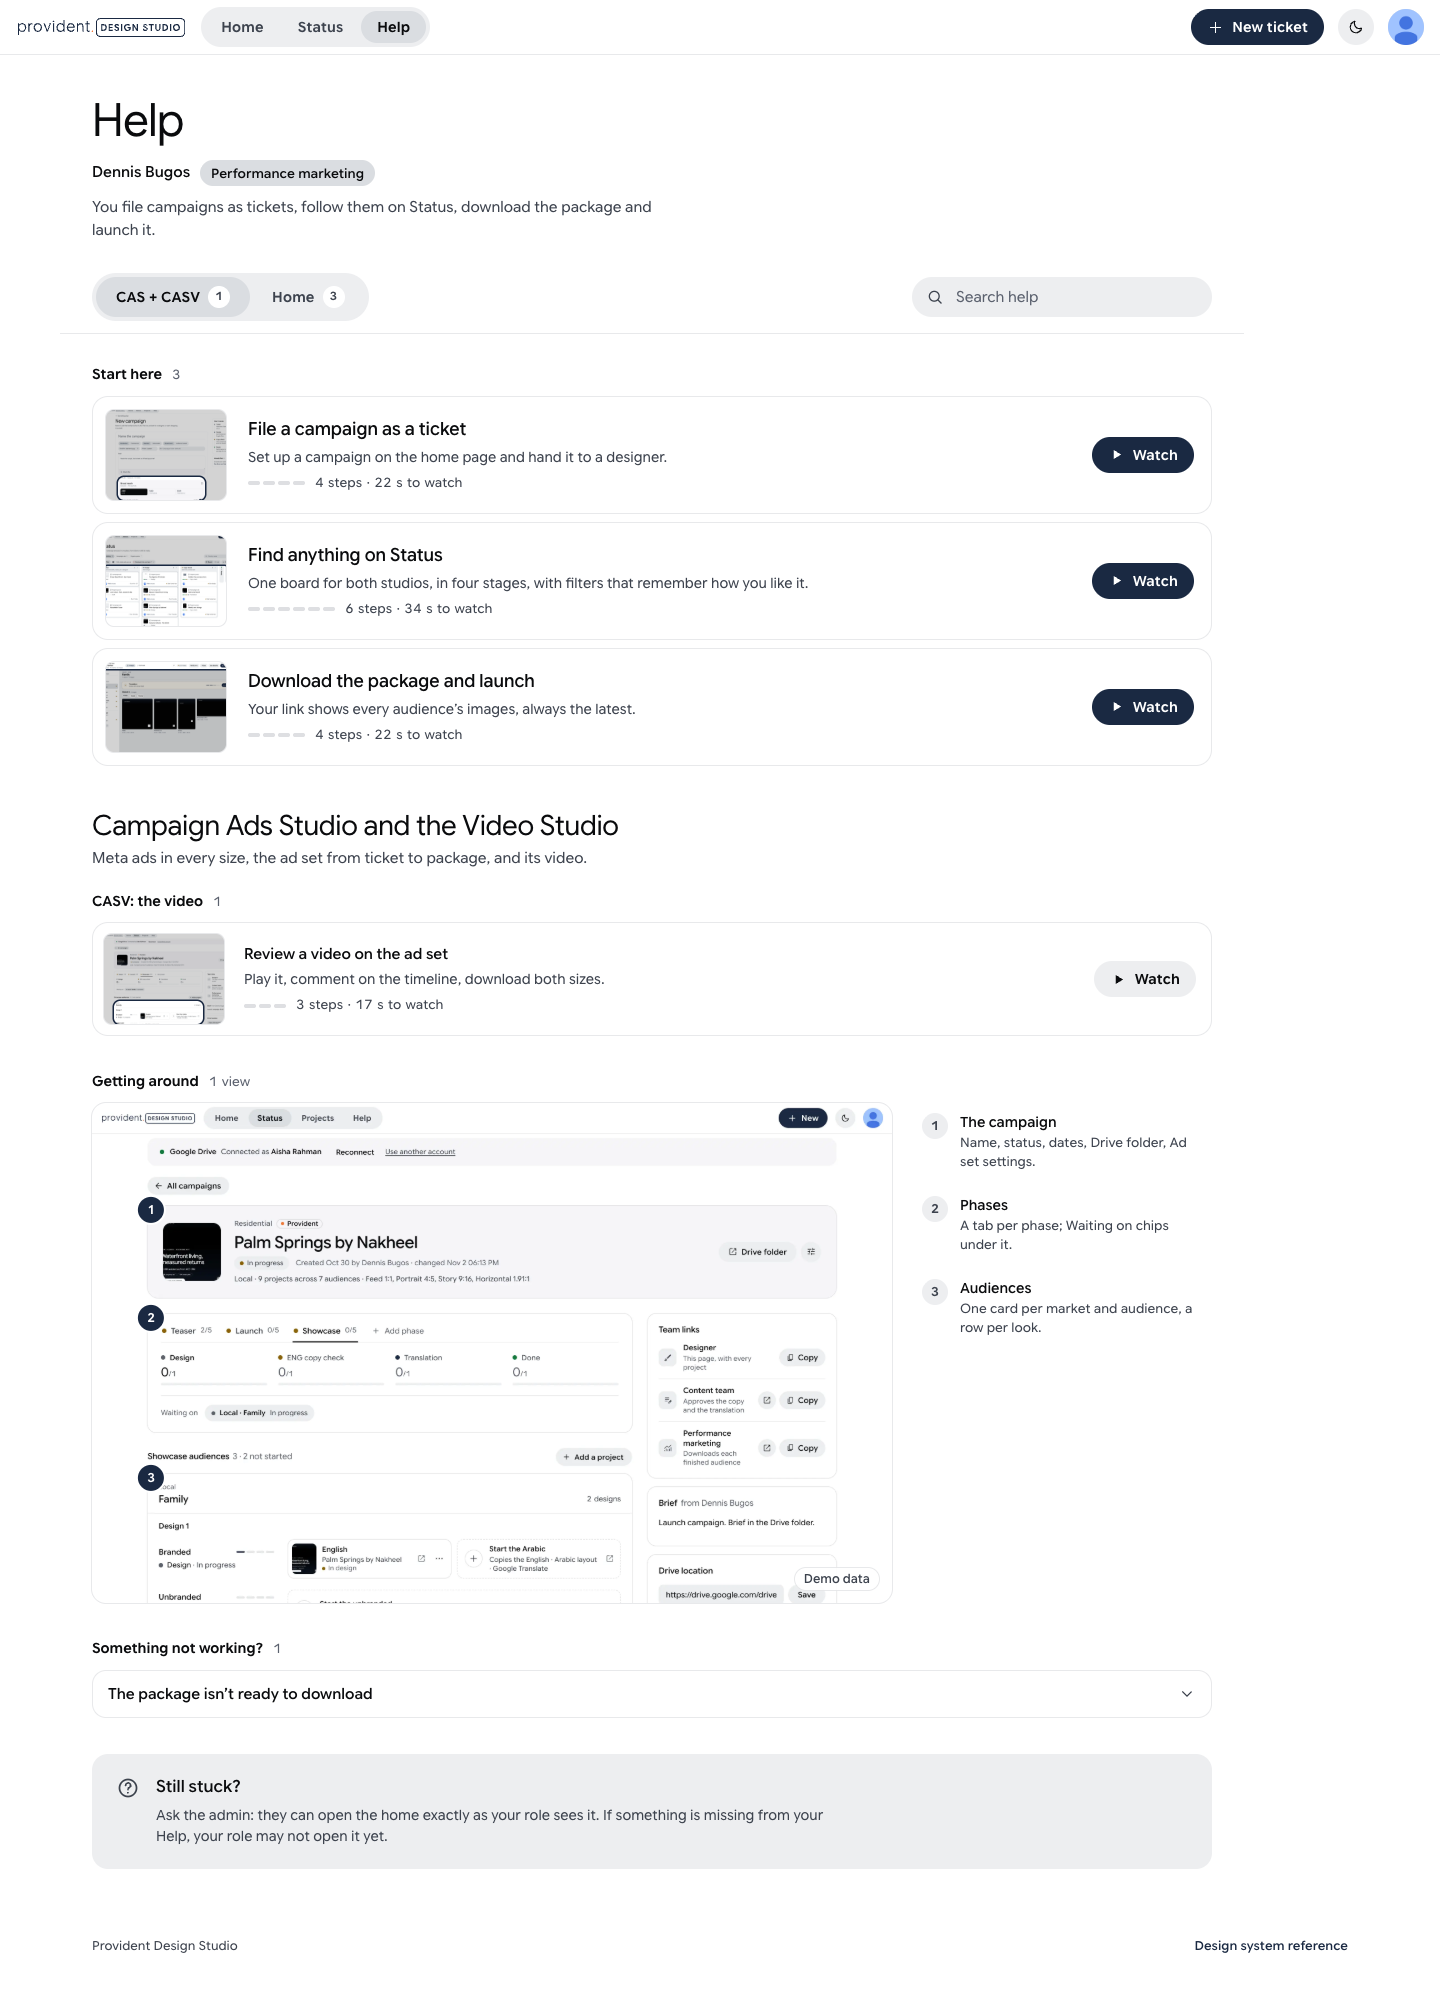 provident. DESIGN STUDIO
Home
Status
Help
New ticket
Help
Dennis Bugos
Performance marketing
You file campaigns as tickets, follow them on Status, download the package and
launch it.
CAS + CASV 1
Home 3
Search help
Start here 3
New campaign
File a campaign as a ticket
Set up a campaign on the home page and hand it to a designer.
4 steps · 22 s to watch
Watch
Find anything on Status
One board for both studios, in four stages, with filters that remember how you like it.
6 steps · 34 s to watch
Watch
Download the package and launch
Your link shows every audience’s images, always the latest.
4 steps · 22 s to watch
Watch
Campaign Ads Studio and the Video Studio
Meta ads in every size, the ad set from ticket to package, and its video.
CASV: the video 1
Palm Springs by Nakheel
Review a video on the ad set
Play it, comment on the timeline, download both sizes.
3 steps · 17 s to watch
Watch
Getting around 1 view
provident. DESIGN STUDIO
Home
Status
Projects
Help
New
Google Drive Connected as Aisha Rahman Reconnect Use another account
All campaigns
1
Residential Provident
Palm Springs by Nakheel
In progress Created Oct 30 by Dennis Bugos · changed Nov 2 06:13 PM
Local · 9 projects across 7 audiences · Feed 1:1, Portrait 4:5, Story 9:16, Horizontal 1.91:1
Drive folder
2
Teaser 2/5 Launch 0/5 Showcase 0/5 Add phase
Design ENG copy check Translation Done
0/1 0/1 0/1 0/1
Waiting on Local · Family In progress
Showcase audiences 3 · 2 not started
Add a project
3
Family
2 designs
Design 1
Branded
Design · In progress
English
Palm Springs by Nakheel
In design
Start the Arabic
Copies the English · Arabic layout
· Google Translate
Unbranded
Team links
Designer
This page, with every
project
Copy
Content team
Approves the copy
and the translation
Copy
Performance
marketing
Downloads each
finished audience
Copy
Brief from Dennis Bugos
Launch campaign. Brief in the Drive folder.
Drive location
https://drive.google.com/drive
Save
Demo data
1 The campaign
Name, status, dates, Drive folder, Ad
set settings.
2 Phases
A tab per phase; Waiting on chips
under it.
3 Audiences
One card per market and audience, a
row per look.
Something not working? 1
The package isn’t ready to download
Still stuck?
Ask the admin: they can open the home exactly as your role sees it. If something is missing from your
Help, your role may not open it yet.
Provident Design Studio
Design system reference